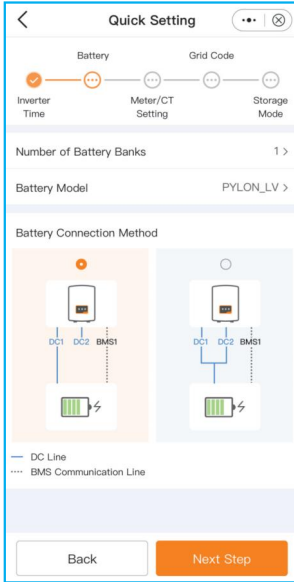 Quick Setting
Battery
Grid Code
Inverter
Time
Meter/CT
Setting
Storage
Mode
Number of Battery Banks
1 >
Battery Model
PYLON_LV >
Battery Connection Method
DC1 DC2 BMS1
DC1 DC2 BMS1
DC Line
BMS Communication Line
Back
Next Step